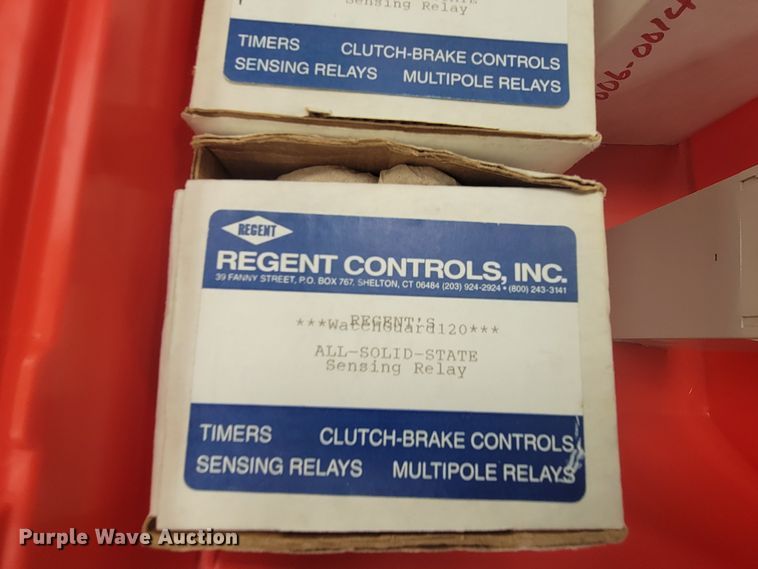 Sensing Relay
TIMERS CLUTCH-BRAKE CONTROLS
SENSING RELAYS MULTIPOLE RELAYS
006-0014
REGENT
REGENT CONTROLS, INC.
39 FANNY STREET, P.O. BOX 767, SHELTON, CT 06484 (203) 924-2924 • (800) 243-3141
REGENT'S
***WatchGuard120***
ALL-SOLID-STATE
Sensing Relay
TIMERS CLUTCH-BRAKE CONTROLS
SENSING RELAYS MULTIPOLE RELAYS
Purple Wave Auction